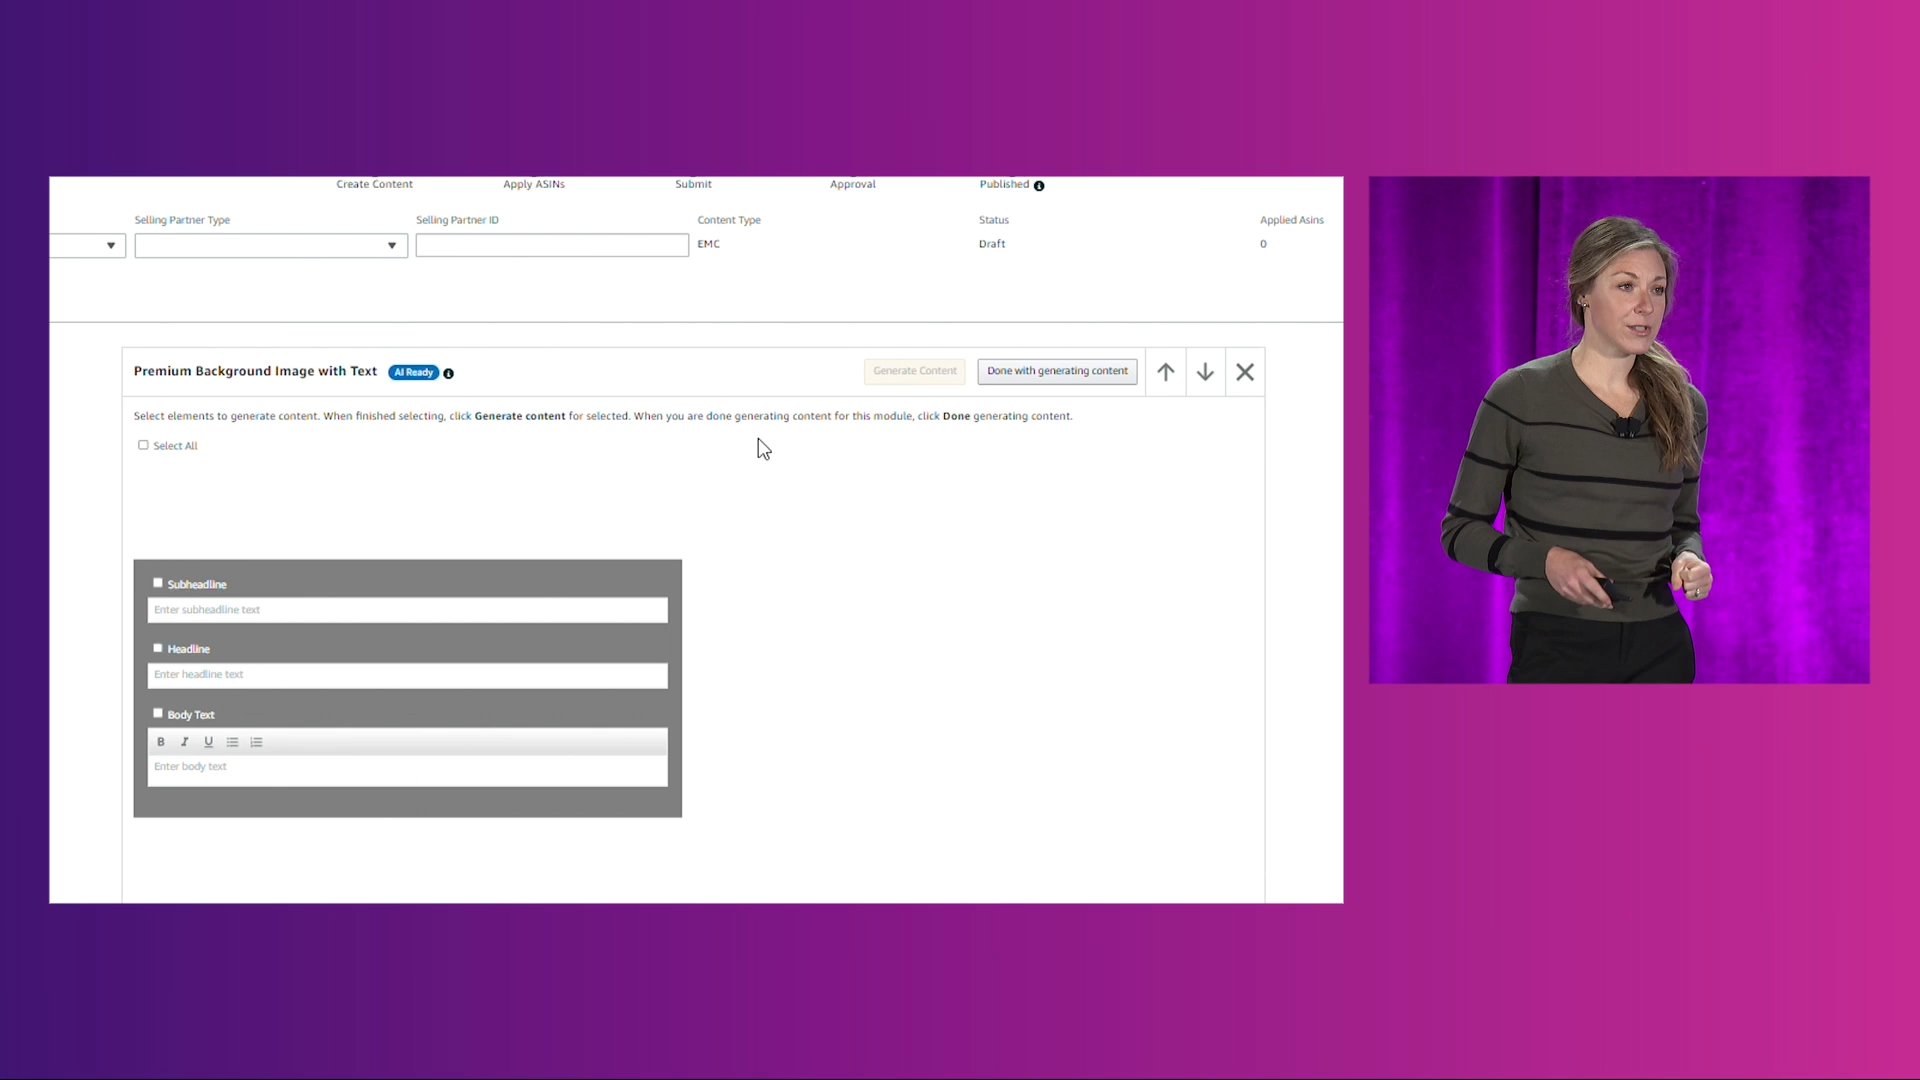 Create Content Apply ASINs Submit Approval Published
Selling Partner Type Selling Partner ID Content Type Status Applied Asins
EMC Draft 0
Premium Background Image with Text AI Ready Generate Content Done with generating content
Select elements to generate content. When finished selecting, click Generate content for selected. When you are done generating content for this module, click Done generating content.
Select All
Subheadline
Enter subheadline text
Headline
Enter headline text
Body Text
B I U
Enter body text